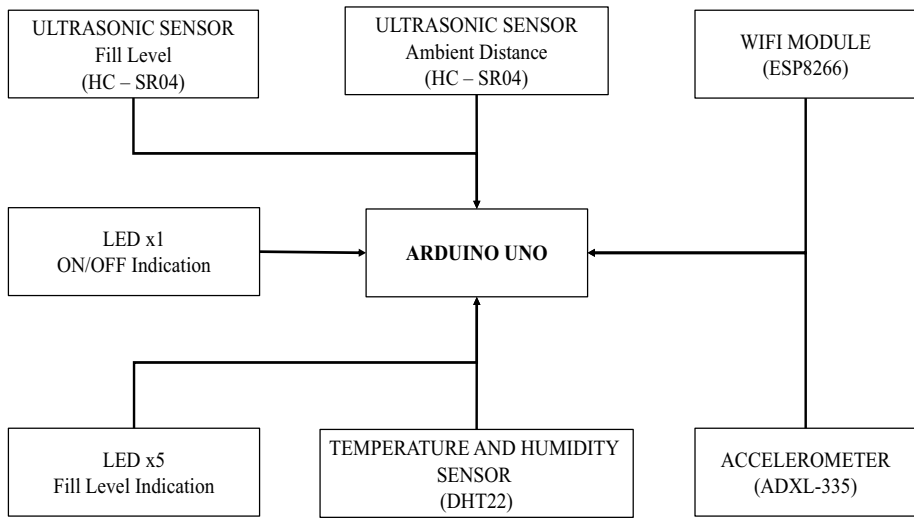 ULTRASONIC SENSOR
Fill Level
(HC – SR04)
ULTRASONIC SENSOR
Ambient Distance
(HC – SR04)
WIFI MODULE
(ESP8266)
LED x1
ON/OFF Indication
ARDUINO UNO
LED x5
Fill Level Indication
TEMPERATURE AND HUMIDITY
SENSOR
(DHT22)
ACCELEROMETER
(ADXL-335)